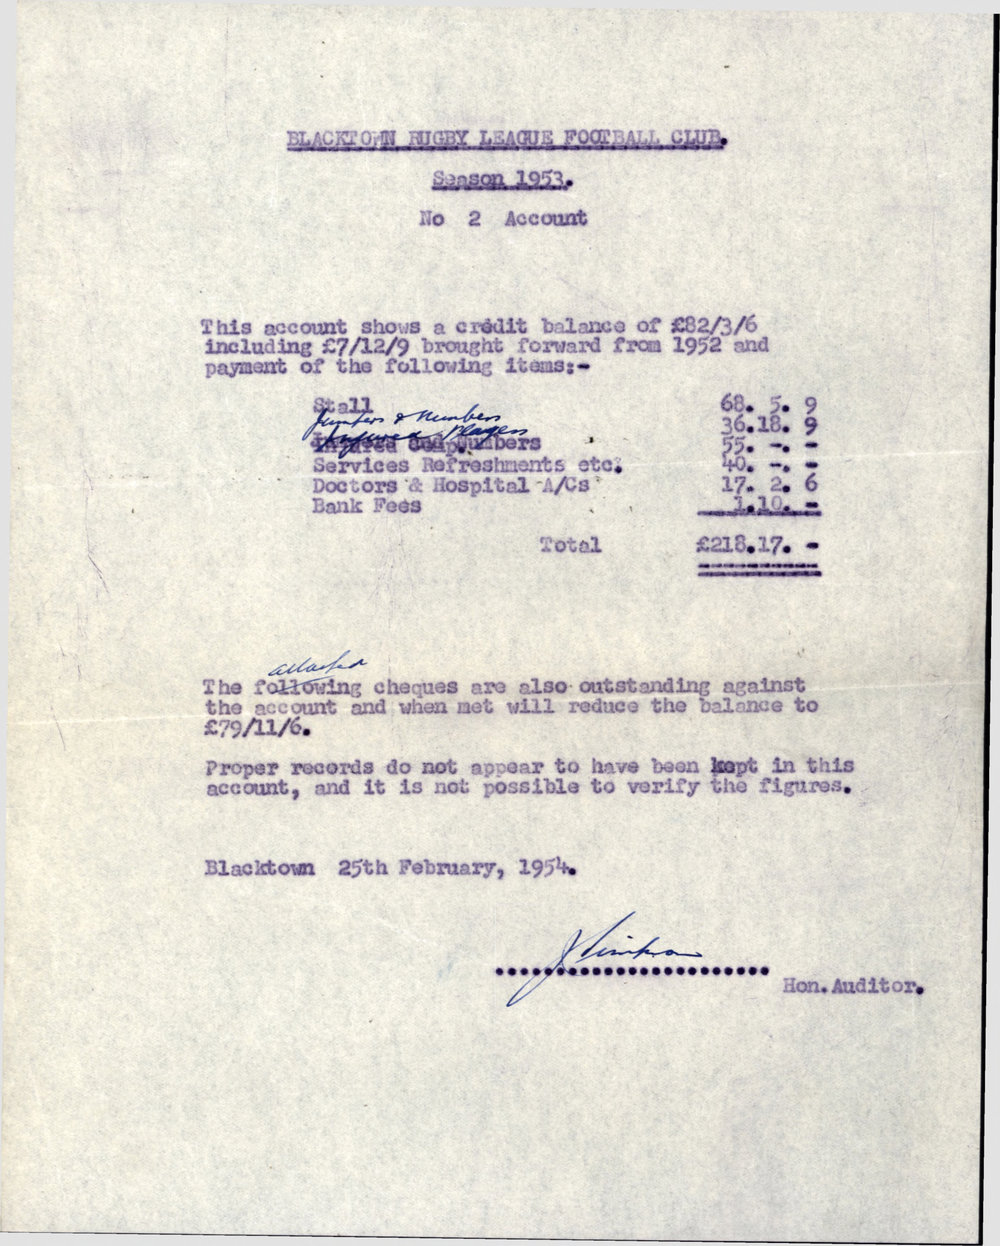 BLACKTOWN RUGBY LEAGUE FOOTBALL CLUB.
Season 1953.
No 2 Account
This account shows a credit balance of £82/3/6
including £7/12/9 brought forward from 1952 and
payment of the following items:-
Stall 68. 5. 9
& Numbers 36.18. 9
Injured Players 55. -. -
Injured Comp. Numbers
Services Refreshments etc. 40. -. -
Doctors & Hospital A/Cs 17. 2. 6
Bank Fees 1.10. -
Total £218.17. -
attached
The following cheques are also outstanding against
the account and when met will reduce the balance to
£79/11/6.
Proper records do not appear to have been kept in this
account, and it is not possible to verify the figures.
Blacktown 25th February, 1954.
Hon. Auditor.